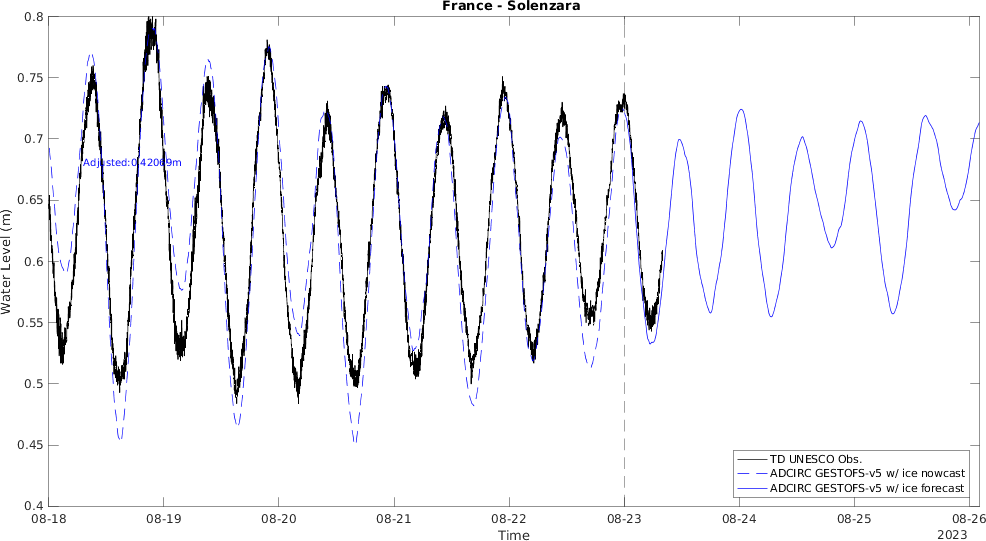 France - Solenzara
0.8
0.75
0.7
0.65
0.6
0.55
0.5
0.45
0.4
Water Level (m)
Adjusted:0.42069m
TD UNESCO Obs.
ADCIRC GESTOFS-v5 w/ ice nowcast
ADCIRC GESTOFS-v5 w/ ice forecast
08-18 08-19 08-20 08-21 08-22 08-23 08-24 08-25 08-26
Time
2023